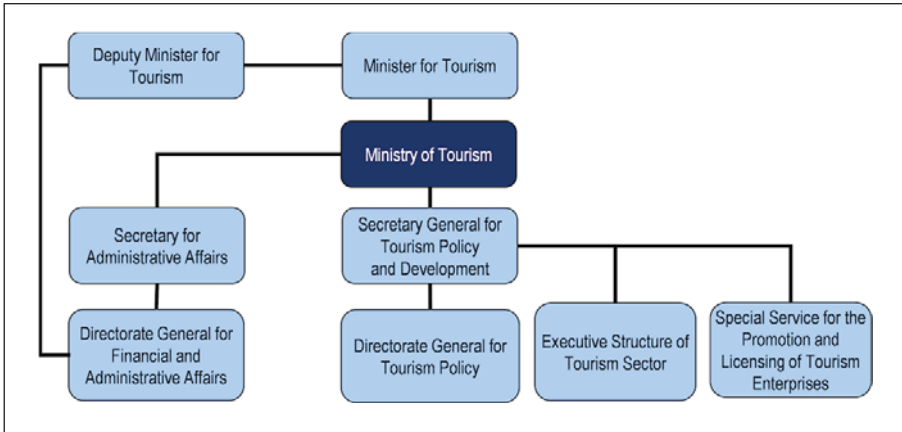 Deputy Minister for
Tourism
Minister for Tourism
Ministry of Tourism
Secretary for
Administrative Affairs
Secretary General for
Tourism Policy
and Development
Directorate General for
Financial and
Administrative Affairs
Directorate General for
Tourism Policy
Executive Structure of
Tourism Sector
Special Service for the
Promotion and
Licensing of Tourism
Enterprises